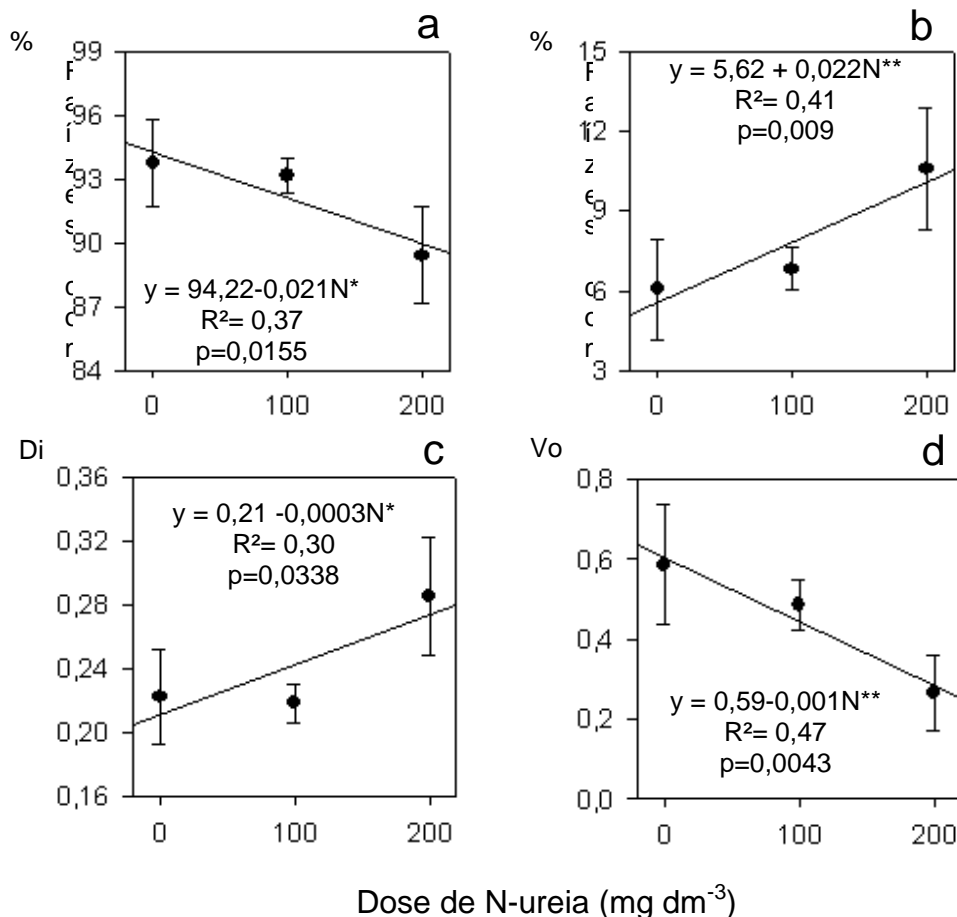 a
%
99
96
93
90
87
84
Raízes cor
y = 94,22-0,021N*
R²= 0,37
p=0,0155
0 100 200
b
%
15
12
9
6
3
Raízes cor
y = 5,62 + 0,022N**
R²= 0,41
p=0,009
0 100 200
c
Di
0,36
0,32
0,28
0,24
0,20
0,16
y = 0,21 -0,0003N*
R²= 0,30
p=0,0338
0 100 200
d
Vo
0,8
0,6
0,4
0,2
0,0
y = 0,59-0,001N**
R²= 0,47
p=0,0043
0 100 200
Dose de N-ureia (mg dm-3)